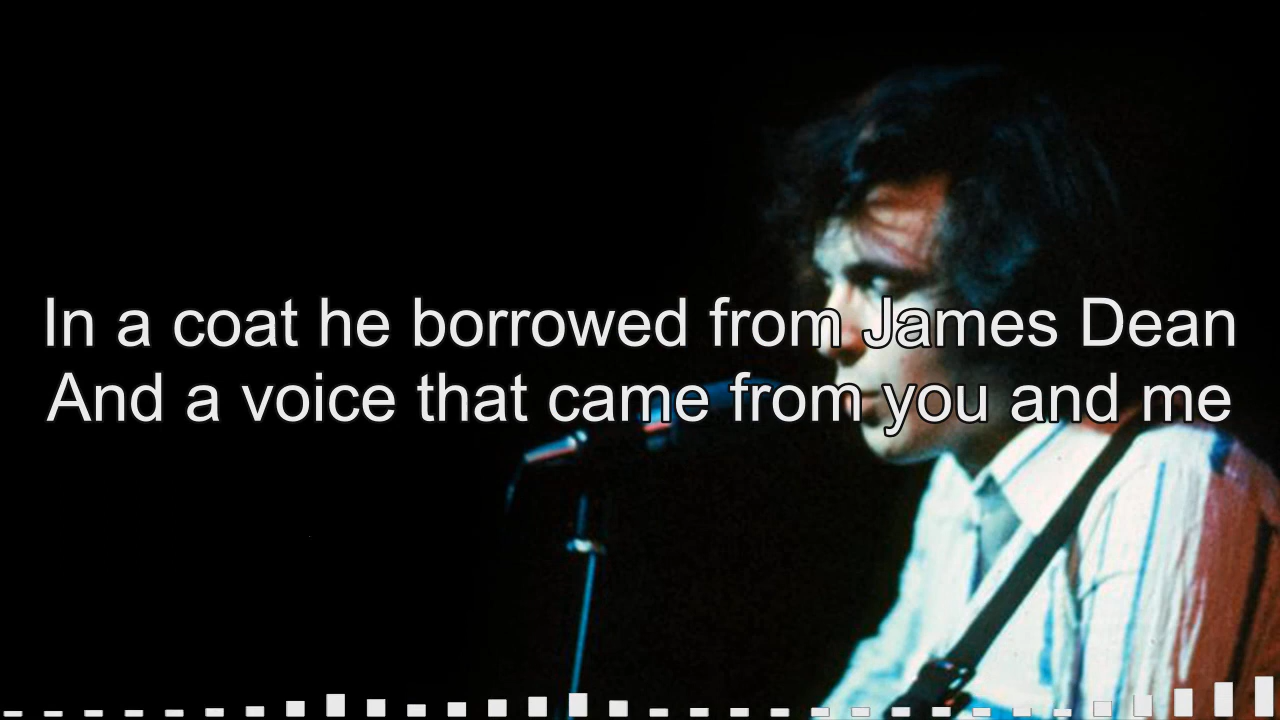 In a coat he borrowed from James Dean
And a voice that came from you and me